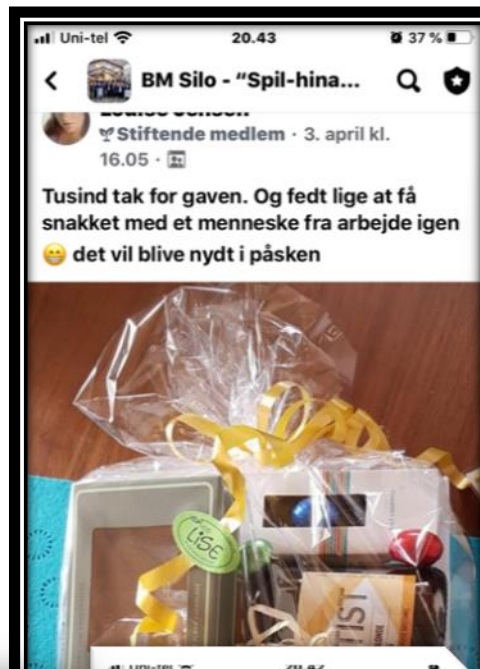 Uni-tel 20.43 37 %
BM Silo - “Spil-hina...
Stiftende medlem · 3. april kl.
16.05 ·
Tusind tak for gaven. Og fedt lige at få
snakket med et menneske fra arbejde igen
det vil blive nydt i påsken
LiSE
TIST